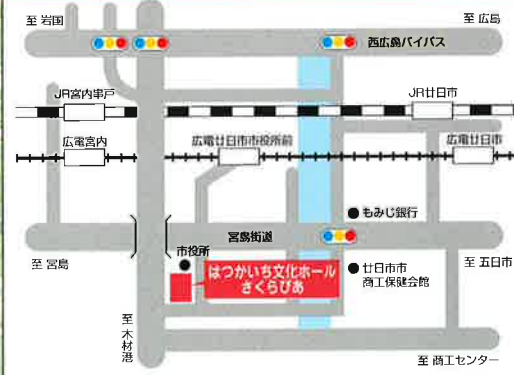 至 岩国
至 広島
西広島バイパス
JR宮内串戸
JR廿日市
広電宮内
広電廿日市市役所前
広電廿日市
もみじ銀行
宮島街道
市役所
至 宮島
至 五日市
はつかいち文化ホール
さくらぴあ
廿日市市
商工保健会館
至 木材港
至 商工センター